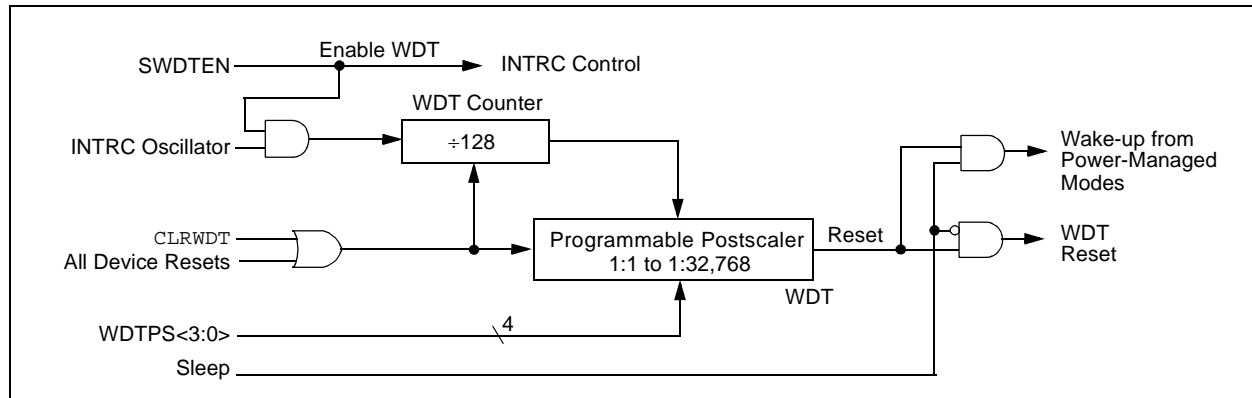 Enable WDT
SWDTEN
INTRC Control
WDT Counter
INTRC Oscillator
÷128
Wake-up from
Power-Managed
Modes
CLRWDT
All Device Resets
Programmable Postscaler
1:1 to 1:32,768
Reset
WDT
Reset
WDT
4
WDTPS<3:0>
Sleep